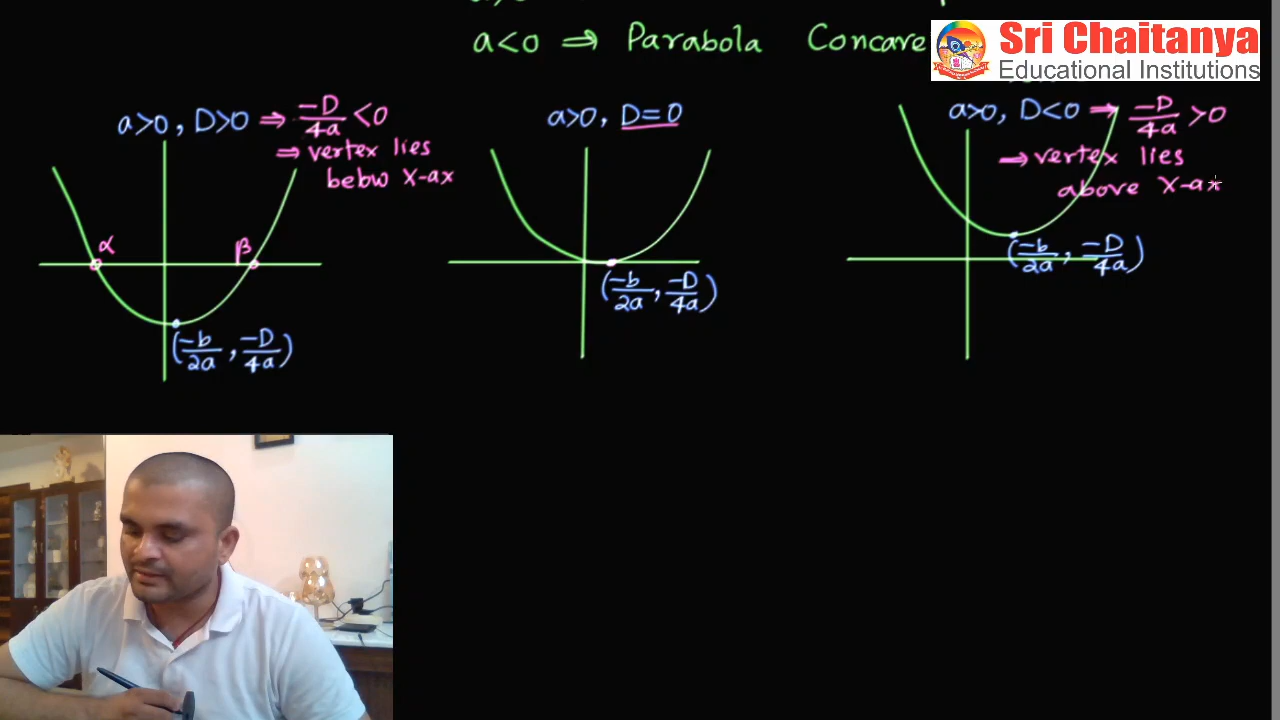 a<0 ⇒ Parabola Concave
Sri Chaitanya
Educational Institutions
a>0, D>0 ⇒ -D/4a <0
⇒ vertex lies
below X-ax
α β
(-b/2a, -D/4a)
a>0, D=0
(-b/2a, -D/4a)
a>0, D<0 ⇒ -D/4a >0
⇒ vertex lies
above X-ax
(-b/2a, -D/4a)